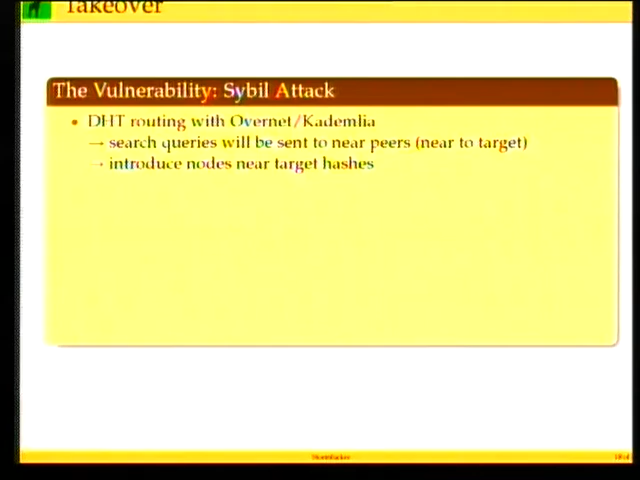 Takeover
The Vulnerability: Sybil Attack
• DHT routing with Overnet/Kademlia
→ search queries will be sent to near peers (near to target)
→ introduce nodes near target hashes